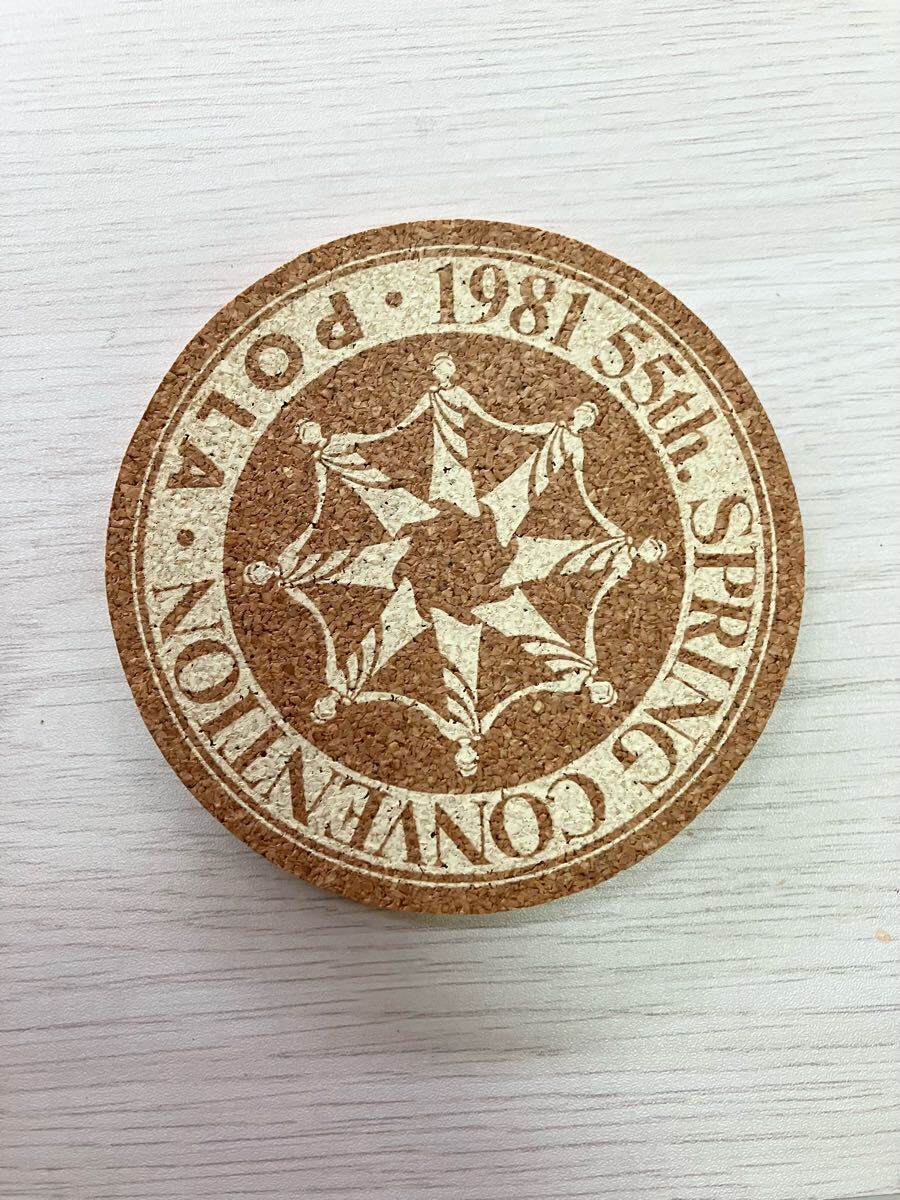 1981 55th. SPRING CONVENTION · POLA ·